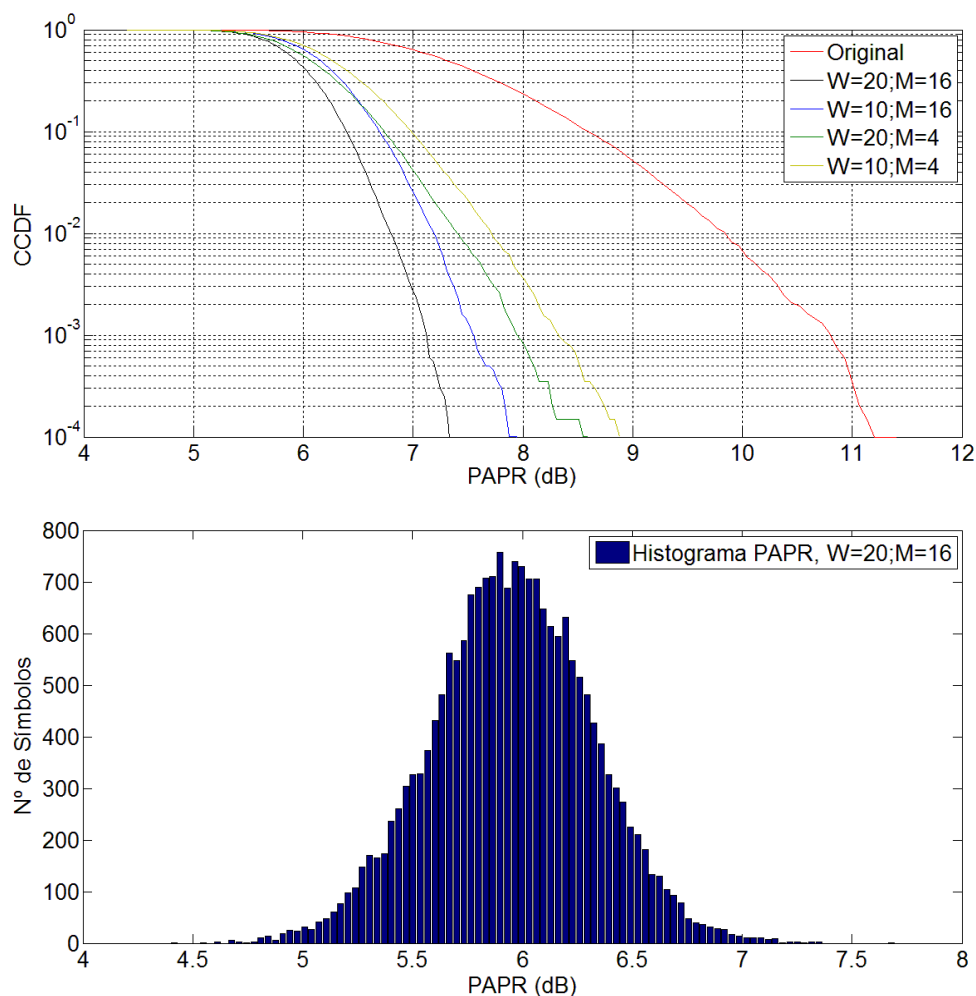 10^0
10^-1
10^-2
10^-3
10^-4
CCDF
4 5 6 7 8 9 10 11 12
PAPR (dB)
Original
W=20;M=16
W=10;M=16
W=20;M=4
W=10;M=4
800
700
600
500
400
300
200
100
0
Nº de Símbolos
4 4.5 5 5.5 6 6.5 7 7.5 8
PAPR (dB)
Histograma PAPR, W=20;M=16